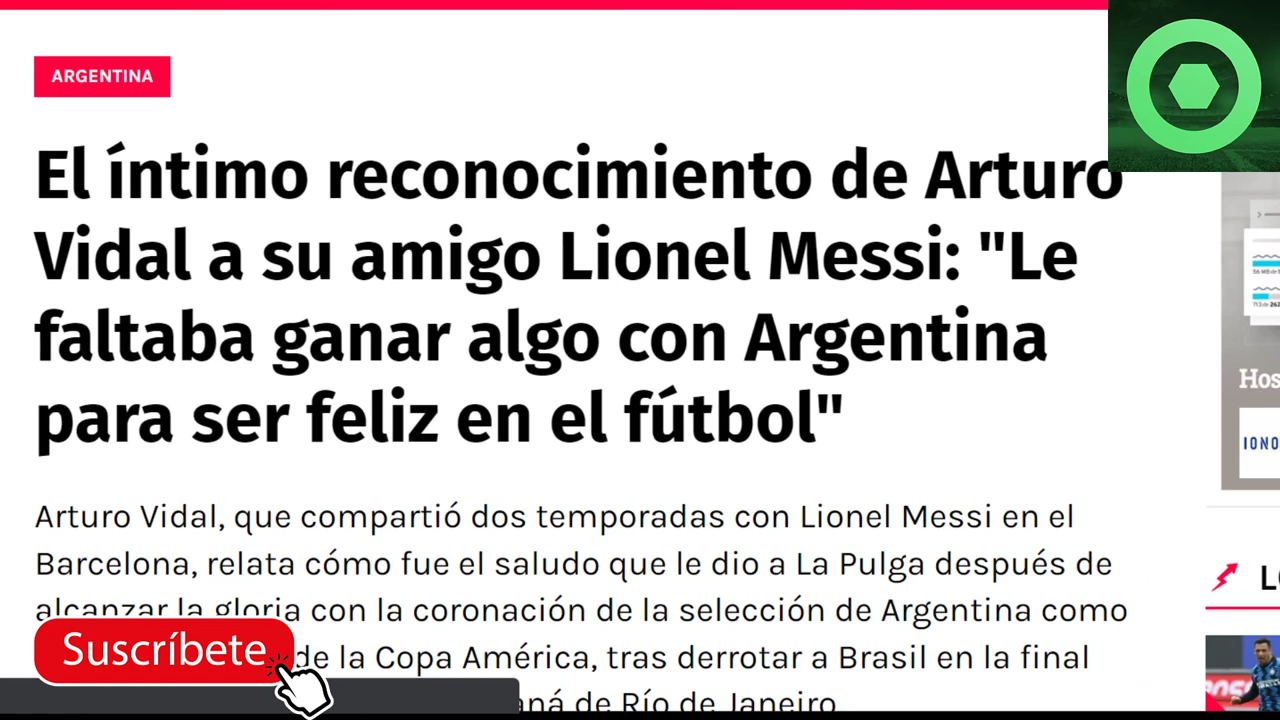 ARGENTINA
El íntimo reconocimiento de Arturo
Vidal a su amigo Lionel Messi: "Le
faltaba ganar algo con Argentina
para ser feliz en el fútbol"
Arturo Vidal, que compartió dos temporadas con Lionel Messi en el
Barcelona, relata cómo fue el saludo que le dio a La Pulga después de
alcanzar la gloria con la coronación de la selección de Argentina como
de la Copa América, tras derrotar a Brasil en la final
de Río de Janeiro
Suscríbete
IONO